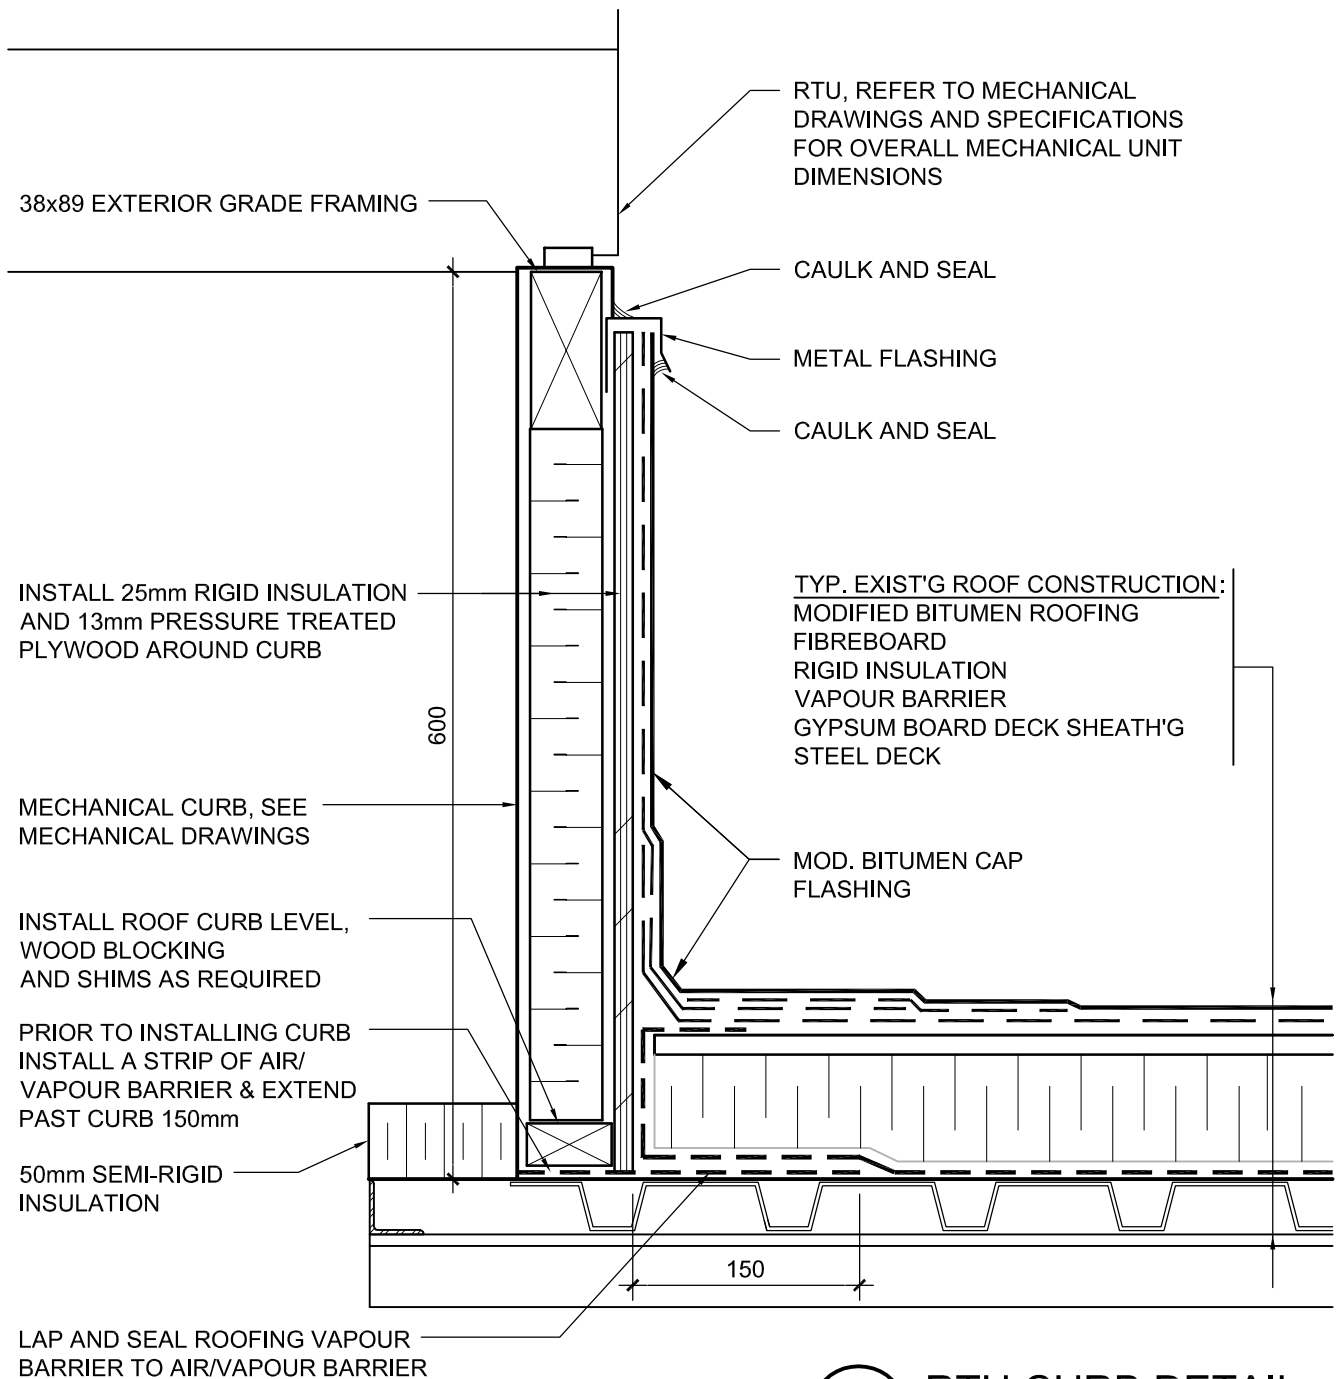 RTU, REFER TO MECHANICAL
DRAWINGS AND SPECIFICATIONS
FOR OVERALL MECHANICAL UNIT
DIMENSIONS
38x89 EXTERIOR GRADE FRAMING
CAULK AND SEAL
METAL FLASHING
CAULK AND SEAL
INSTALL 25mm RIGID INSULATION
AND 13mm PRESSURE TREATED
PLYWOOD AROUND CURB
TYP. EXIST'G ROOF CONSTRUCTION:
MODIFIED BITUMEN ROOFING
FIBREBOARD
RIGID INSULATION
VAPOUR BARRIER
GYPSUM BOARD DECK SHEATH'G
STEEL DECK
600
MECHANICAL CURB, SEE
MECHANICAL DRAWINGS
MOD. BITUMEN CAP
FLASHING
INSTALL ROOF CURB LEVEL,
WOOD BLOCKING
AND SHIMS AS REQUIRED
PRIOR TO INSTALLING CURB
INSTALL A STRIP OF AIR/
VAPOUR BARRIER & EXTEND
PAST CURB 150mm
50mm SEMI-RIGID
INSULATION
150
LAP AND SEAL ROOFING VAPOUR
BARRIER TO AIR/VAPOUR BARRIER
RTU CURB DETAIL